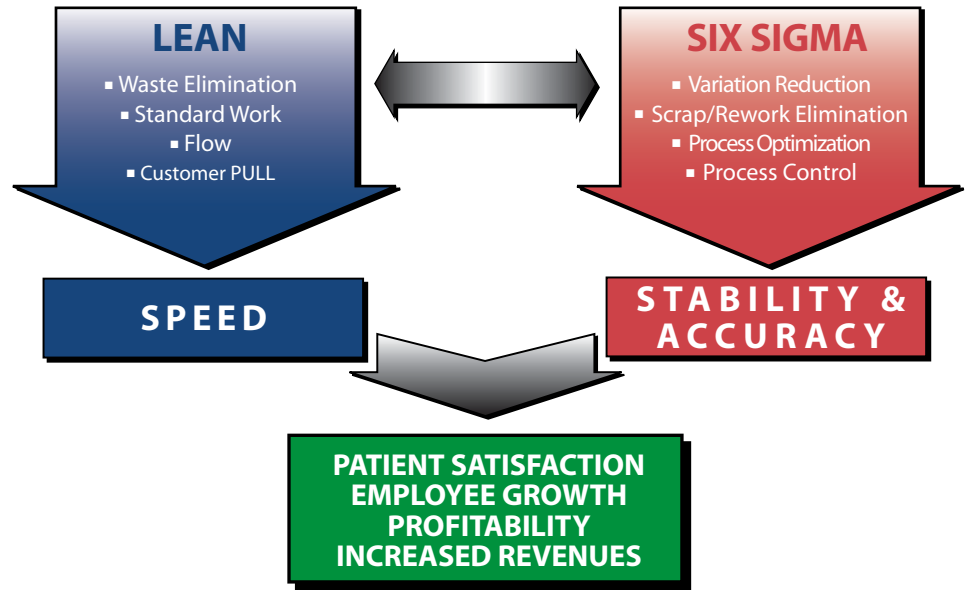 LEAN
▪ Waste Elimination
▪ Standard Work
▪ Flow
▪ Customer PULL
SIX SIGMA
▪ Variation Reduction
▪ Scrap/Rework Elimination
▪ Process Optimization
▪ Process Control
SPEED
STABILITY &
ACCURACY
PATIENT SATISFACTION
EMPLOYEE GROWTH
PROFITABILITY
INCREASED REVENUES